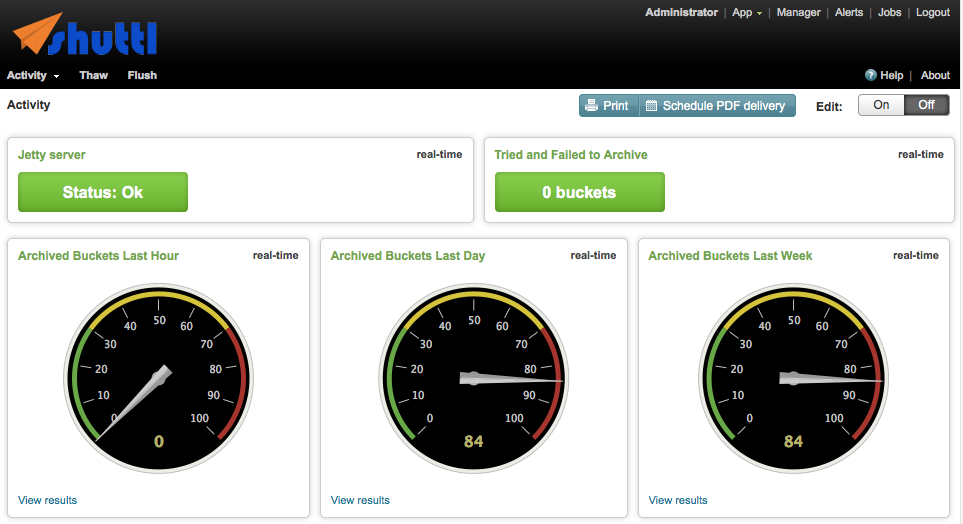 Administrator | App | Manager | Alerts | Jobs | Logout
shuttl
Activity Thaw Flush
? Help | About
Activity
Print Schedule PDF delivery Edit: On Off
Jetty server real-time
Status: Ok
Tried and Failed to Archive real-time
0 buckets
Archived Buckets Last Hour real-time
0 10 20 30 40 50 60 70 80 90 100
0
View results
Archived Buckets Last Day real-time
0 10 20 30 40 50 60 70 80 90 100
84
View results
Archived Buckets Last Week real-time
0 10 20 30 40 50 60 70 80 90 100
84
View results